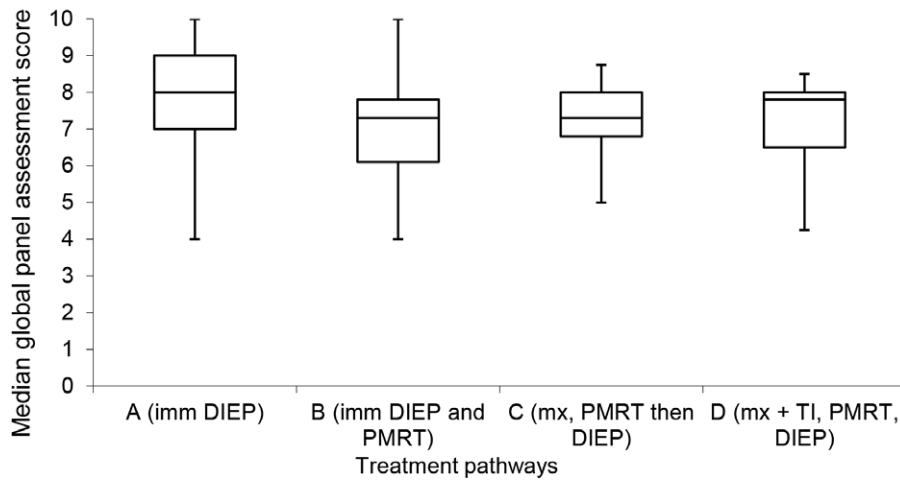 Median global panel assessment score
10
9
8
7
6
5
4
3
2
1
0
A (imm DIEP)
B (imm DIEP and
PMRT)
C (mx, PMRT then
DIEP)
D (mx + TI, PMRT,
DIEP)
Treatment pathways